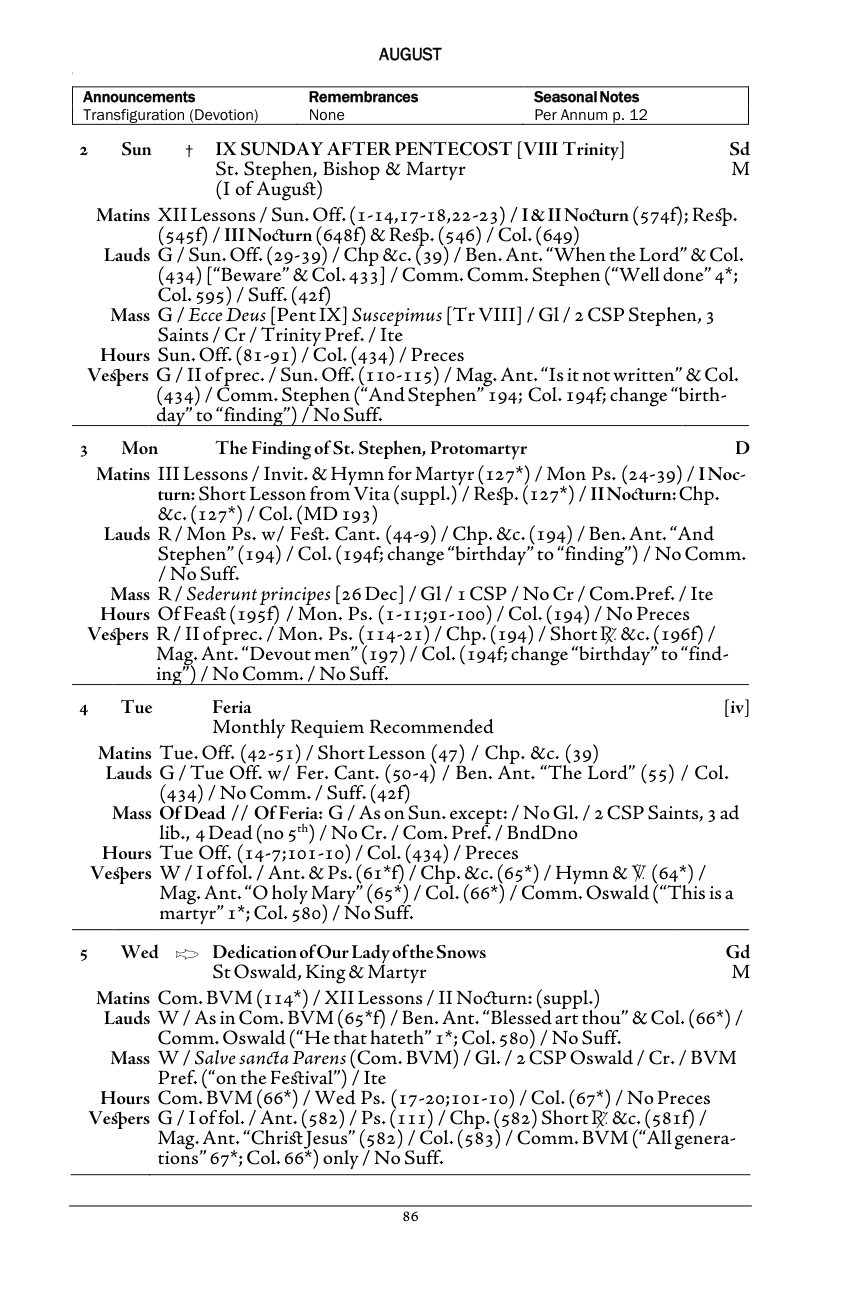 AUGUST
Announcements Remembrances Seasonal Notes
Transfiguration (Devotion) None Per Annum p. 12
2 Sun † IX SUNDAY AFTER PENTECOST [VIII Trinity] Sd
St. Stephen, Bishop & Martyr M
(I of August)
Matins XII Lessons / Sun. Off. (1-14,17-18,22-23) / I & II Nocturn (574f); Resp.
(545f) / III Nocturn (648f) & Resp. (546) / Col. (649)
Lauds G / Sun. Off. (29-39) / Chp &c. (39) / Ben. Ant. “When the Lord” & Col.
(434) [“Beware” & Col. 433] / Comm. Comm. Stephen (“Well done” 4*;
Col. 595) / Suff. (42f)
Mass G / Ecce Deus [Pent IX] Suscepimus [Tr VIII] / Gl / 2 CSP Stephen, 3
Saints / Cr / Trinity Pref. / Ite
Hours Sun. Off. (81-91) / Col. (434) / Preces
Vespers G / II of prec. / Sun. Off. (110-115) / Mag. Ant. “Is it not written” & Col.
(434) / Comm. Stephen (“And Stephen” 194; Col. 194f; change “birth-
day” to “finding”) / No Suff.
3 Mon The Finding of St. Stephen, Protomartyr D
Matins III Lessons / Invit. & Hymn for Martyr (127*) / Mon Ps. (24-39) / I Noc-
turn: Short Lesson from Vita (suppl.) / Resp. (127*) / II Nocturn: Chp.
&c. (127*) / Col. (MD 193)
Lauds R / Mon Ps. w/ Fest. Cant. (44-9) / Chp. &c. (194) / Ben. Ant. “And
Stephen” (194) / Col. (194f; change “birthday” to “finding”) / No Comm.
/ No Suff.
Mass R / Sederunt principes [26 Dec] / Gl / 1 CSP / No Cr / Com.Pref. / Ite
Hours Of Feast (195f) / Mon. Ps. (1-11;91-100) / Col. (194) / No Preces
Vespers R / II of prec. / Mon. Ps. (114-21) / Chp. (194) / Short ℟ &c. (196f) /
Mag. Ant. “Devout men” (197) / Col. (194f; change “birthday” to “find-
ing”) / No Comm. / No Suff.
4 Tue Feria [iv]
Monthly Requiem Recommended
Matins Tue. Off. (42-51) / Short Lesson (47) / Chp. &c. (39)
Lauds G / Tue Off. w/ Fer. Cant. (50-4) / Ben. Ant. “The Lord” (55) / Col.
(434) / No Comm. / Suff. (42f)
Mass Of Dead // Of Feria: G / As on Sun. except: / No Gl. / 2 CSP Saints, 3 ad
lib., 4 Dead (no 5th) / No Cr. / Com. Pref. / BndDno
Hours Tue Off. (14-7;101-10) / Col. (434) / Preces
Vespers W / I of fol. / Ant. & Ps. (61*f) / Chp. &c. (65*) / Hymn & ℣ (64*) /
Mag. Ant. “O holy Mary” (65*) / Col. (66*) / Comm. Oswald (“This is a
martyr” 1*; Col. 580) / No Suff.
5 Wed ➩ Dedication of Our Lady of the Snows Gd
St Oswald, King & Martyr M
Matins Com. BVM (114*) / XII Lessons / II Nocturn: (suppl.)
Lauds W / As in Com. BVM (65*f) / Ben. Ant. “Blessed art thou” & Col. (66*) /
Comm. Oswald (“He that hateth” 1*; Col. 580) / No Suff.
Mass W / Salve sancta Parens (Com. BVM) / Gl. / 2 CSP Oswald / Cr. / BVM
Pref. (“on the Festival”) / Ite
Hours Com. BVM (66*) / Wed Ps. (17-20;101-10) / Col. (67*) / No Preces
Vespers G / I of fol. / Ant. (582) / Ps. (111) / Chp. (582) Short ℟ &c. (581f) /
Mag. Ant. “Christ Jesus” (582) / Col. (583) / Comm. BVM (“All genera-
tions” 67*; Col. 66*) only / No Suff.
86